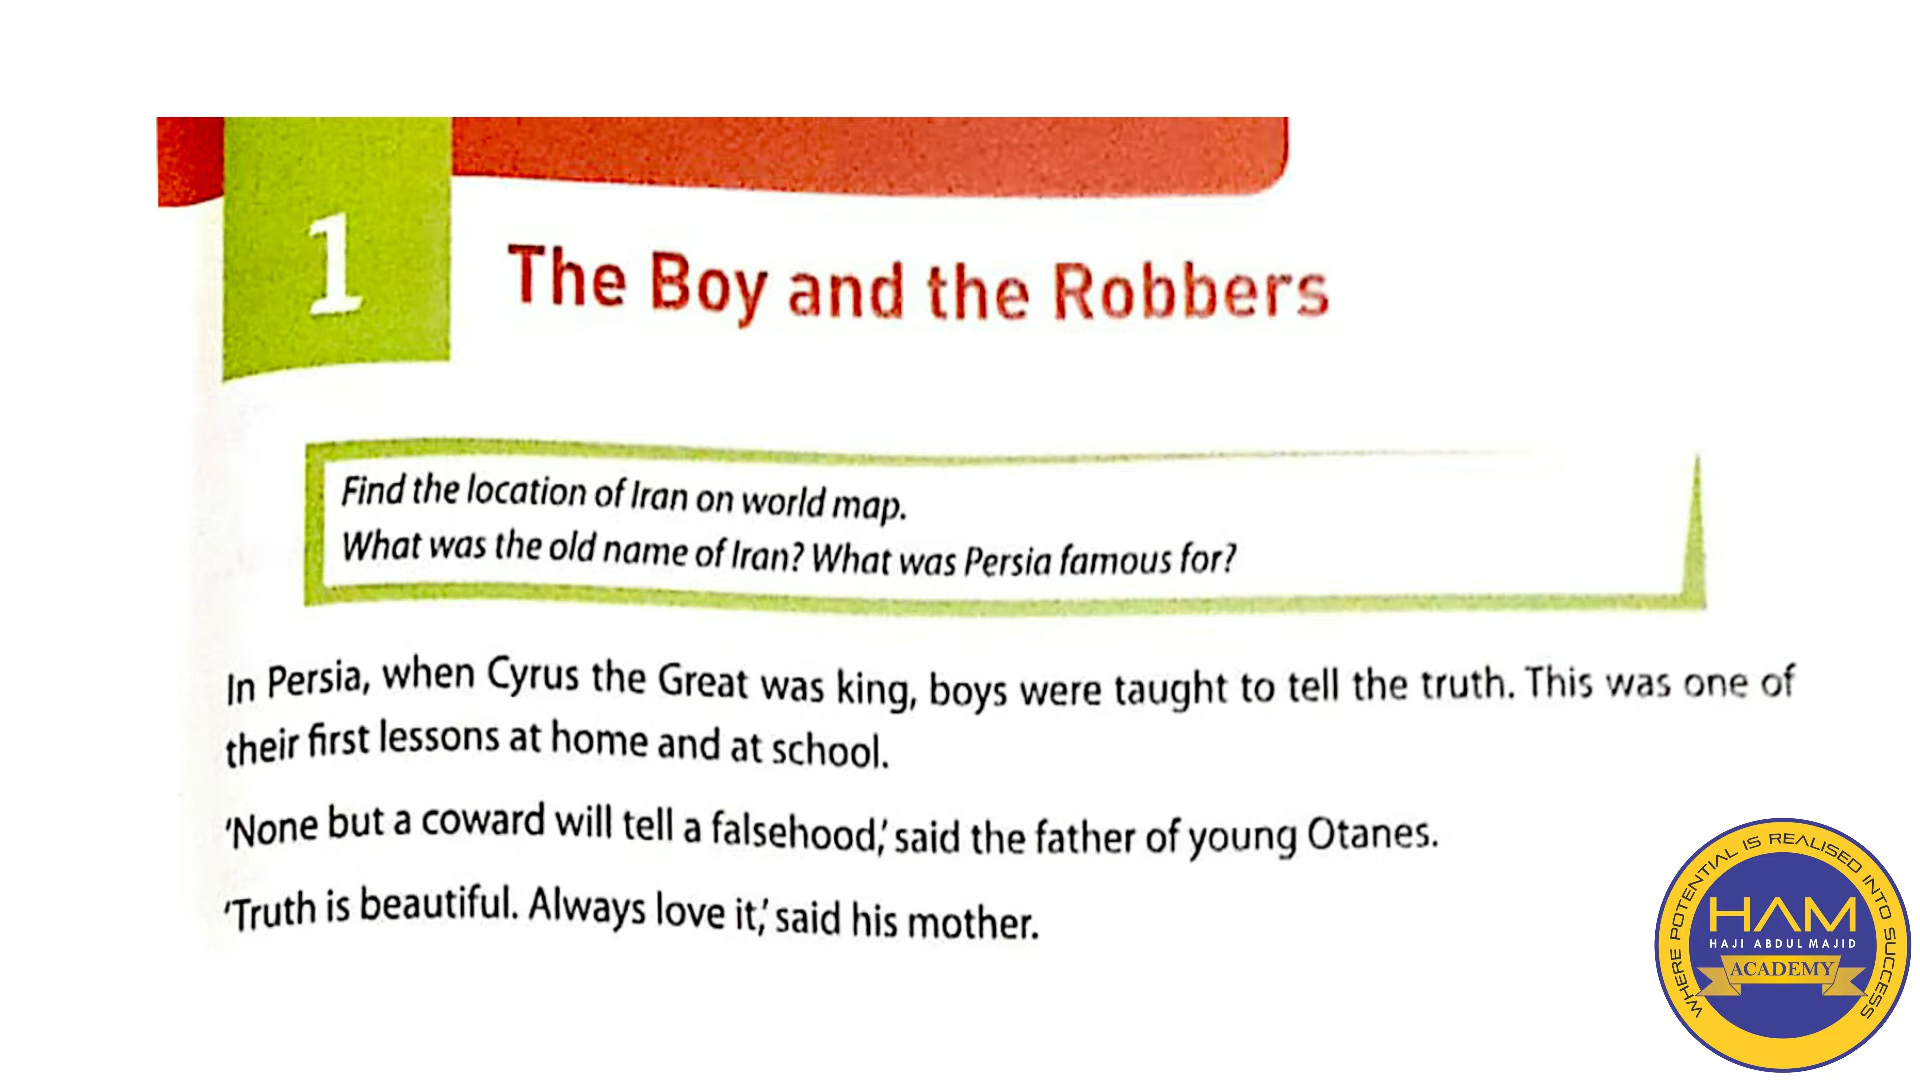 1
The Boy and the Robbers
Find the location of Iran on world map.
What was the old name of Iran? What was Persia famous for?
In Persia, when Cyrus the Great was king, boys were taught to tell the truth. This was one of
their first lessons at home and at school.
‘None but a coward will tell a falsehood,’ said the father of young Otanes.
‘Truth is beautiful. Always love it,’ said his mother.
WHERE POTENTIAL IS REALISED INTO SUCCESS
HAM
HAJI ABDUL MAJID
ACADEMY